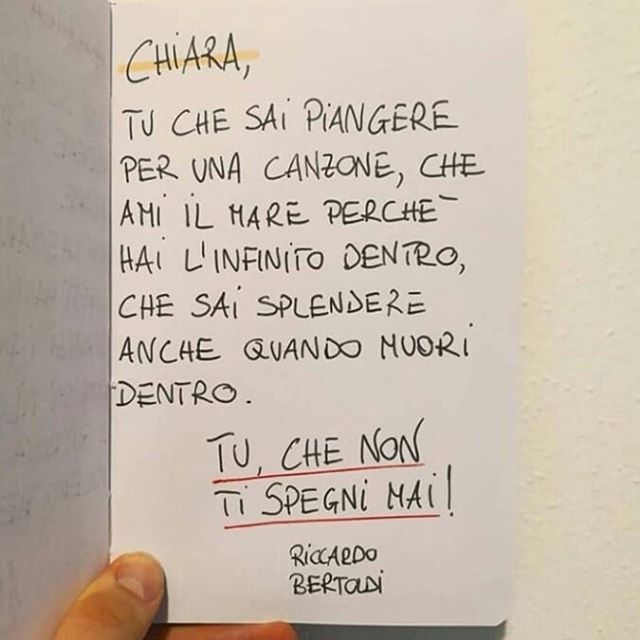 CHiARA,
TU CHE SAi PiANGERE
PER UNA CANZONE, CHE
AMi iL MARE PERCHÉ
HAi L'INFINITO DENTRO,
CHE SAi SPLENDERE
ANCHE QUANDO MUORi
DENTRO.
TU, CHE NON
Ti SPEGNi MAi!
RiCCARDO
BERTOLDi